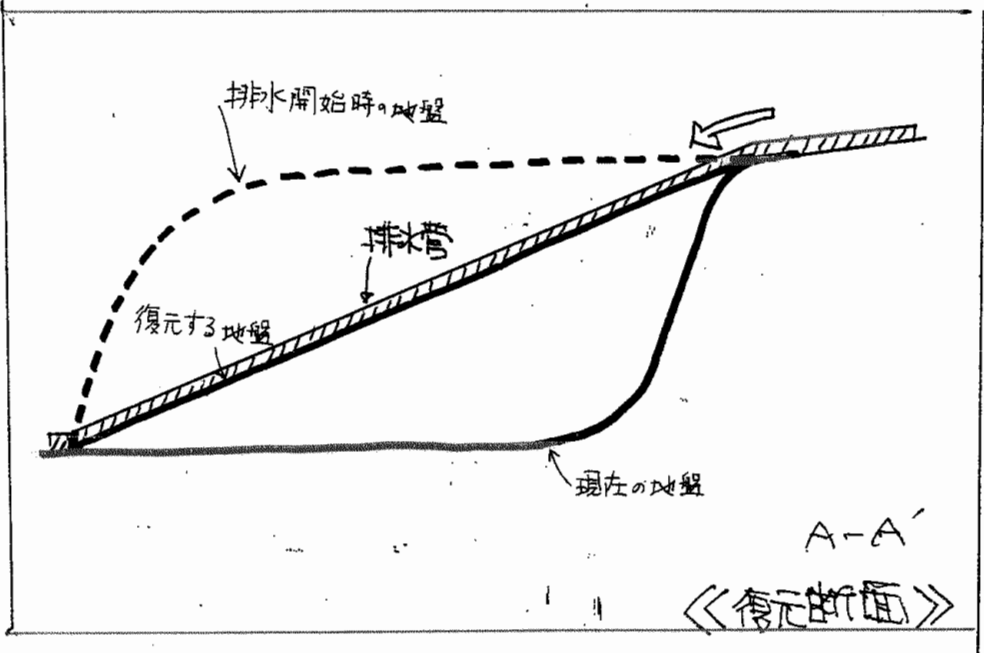 排水開始時の地盤
排水管
復元する地盤
現在の地盤
A-A′
《復元断面》